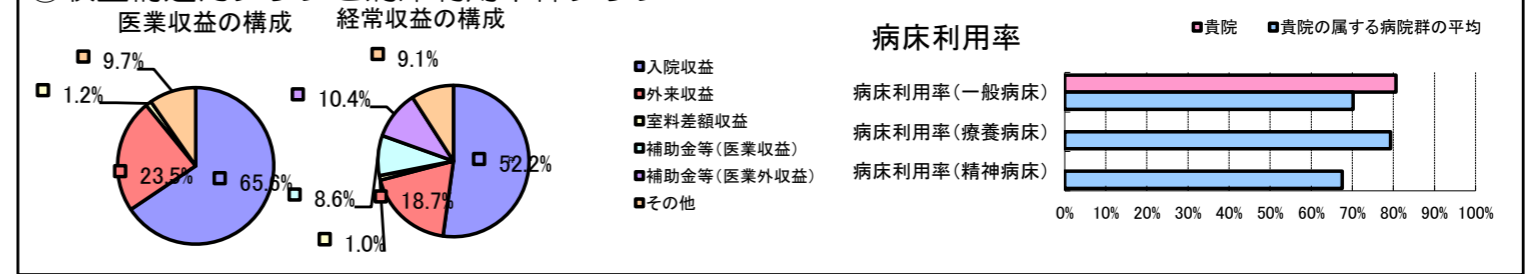 医業収益の構成
9.7%
1.2%
23.5%
65.6%
経常収益の構成
9.1%
10.4%
52.2%
8.6%
18.7%
1.0%
入院収益
外来収益
室料差額収益
補助金等(医業収益)
補助金等(医業外収益)
その他
病床利用率
貴院 貴院の属する病院群の平均
病床利用率(一般病床)
病床利用率(療養病床)
病床利用率(精神病床)
0% 10% 20% 30% 40% 50% 60% 70% 80% 90% 100%